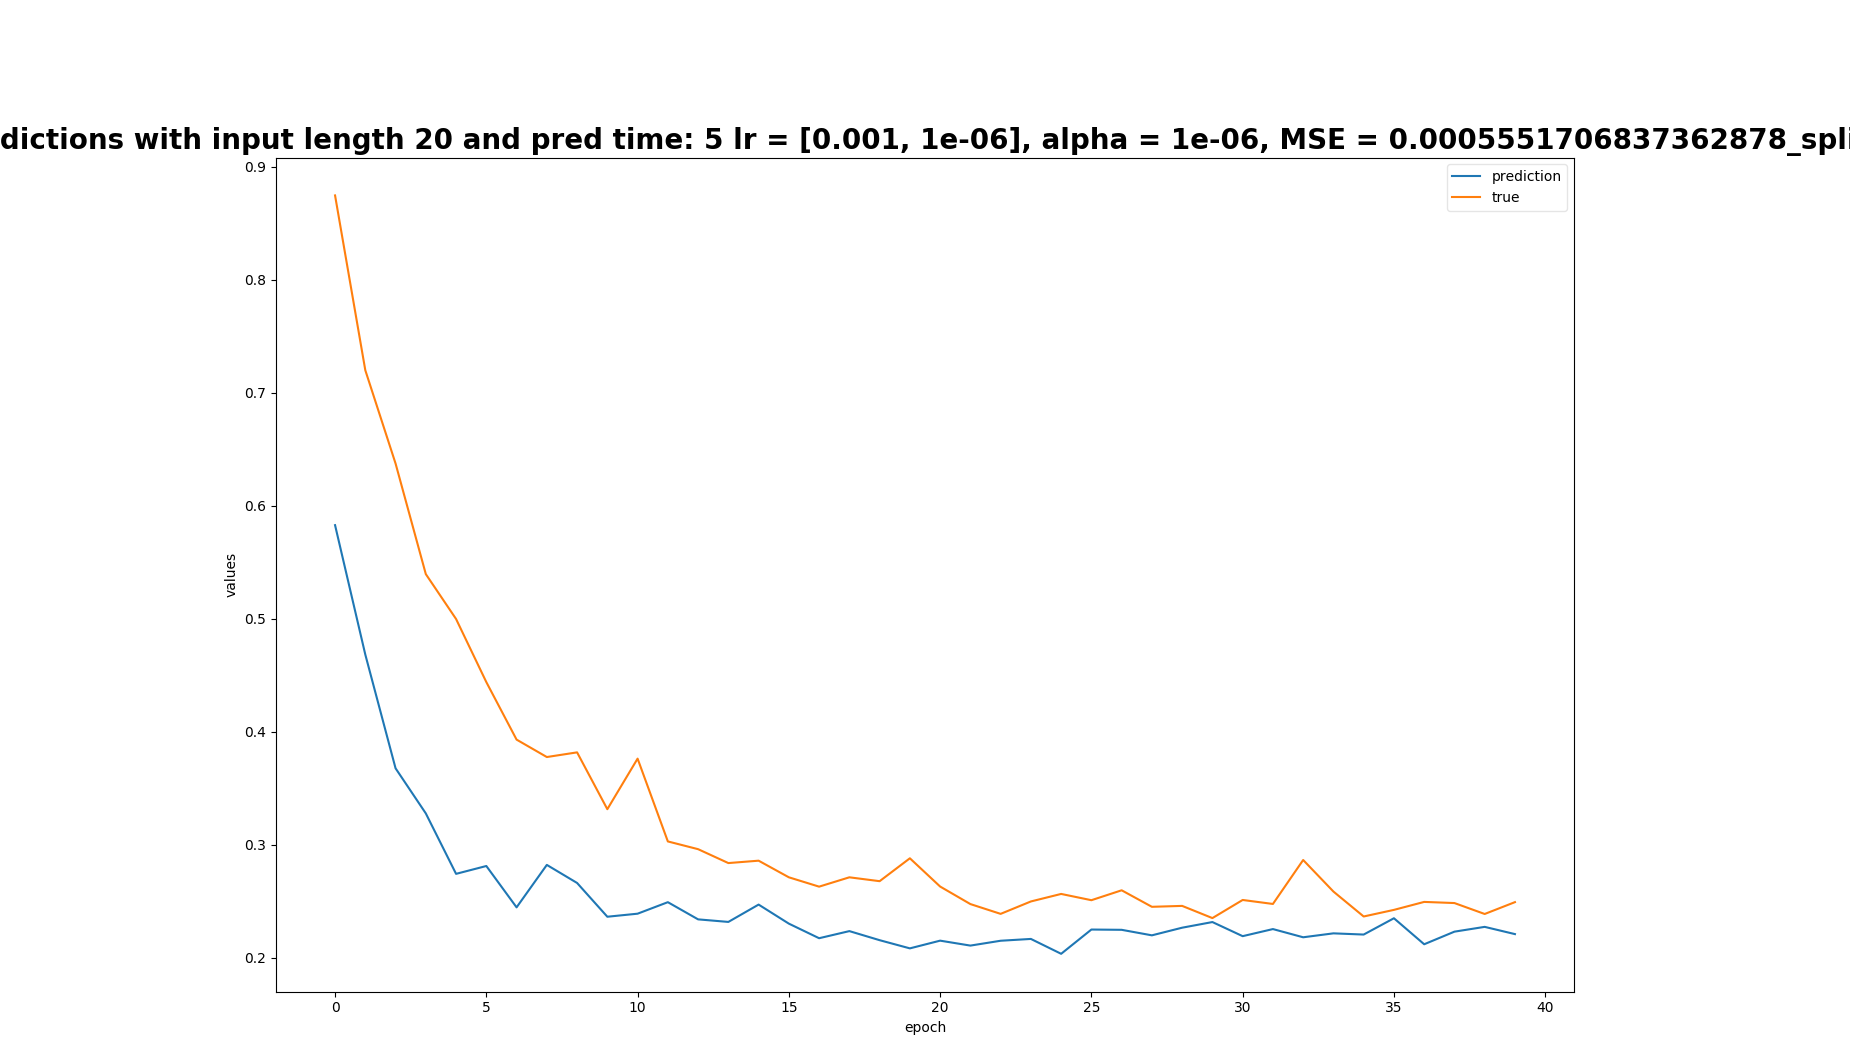 dictions with input length 20 and pred time: 5 lr = [0.001, 1e-06], alpha = 1e-06, MSE = 0.0005551706837362878_spli
prediction
true
0.9
0.8
0.7
0.6
0.5
0.4
0.3
0.2
values
0 5 10 15 20 25 30 35 40
epoch